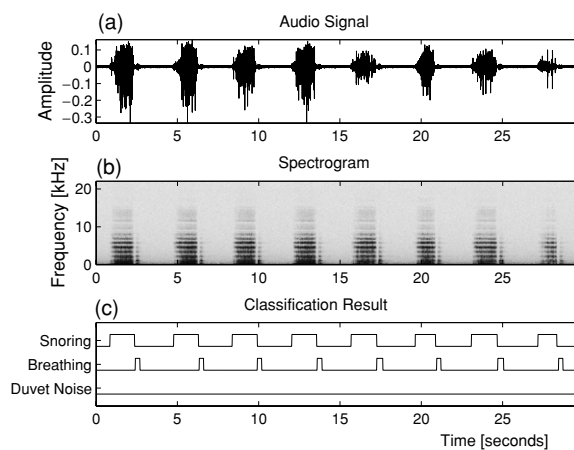 (a) Audio Signal
Amplitude
0.1
0
−0.1
−0.2
−0.3
0 5 10 15 20 25
(b) Spectrogram
Frequency [kHz]
20
10
0
0 5 10 15 20 25
(c) Classification Result
Snoring
Breathing
Duvet Noise
0 5 10 15 20 25
Time [seconds]